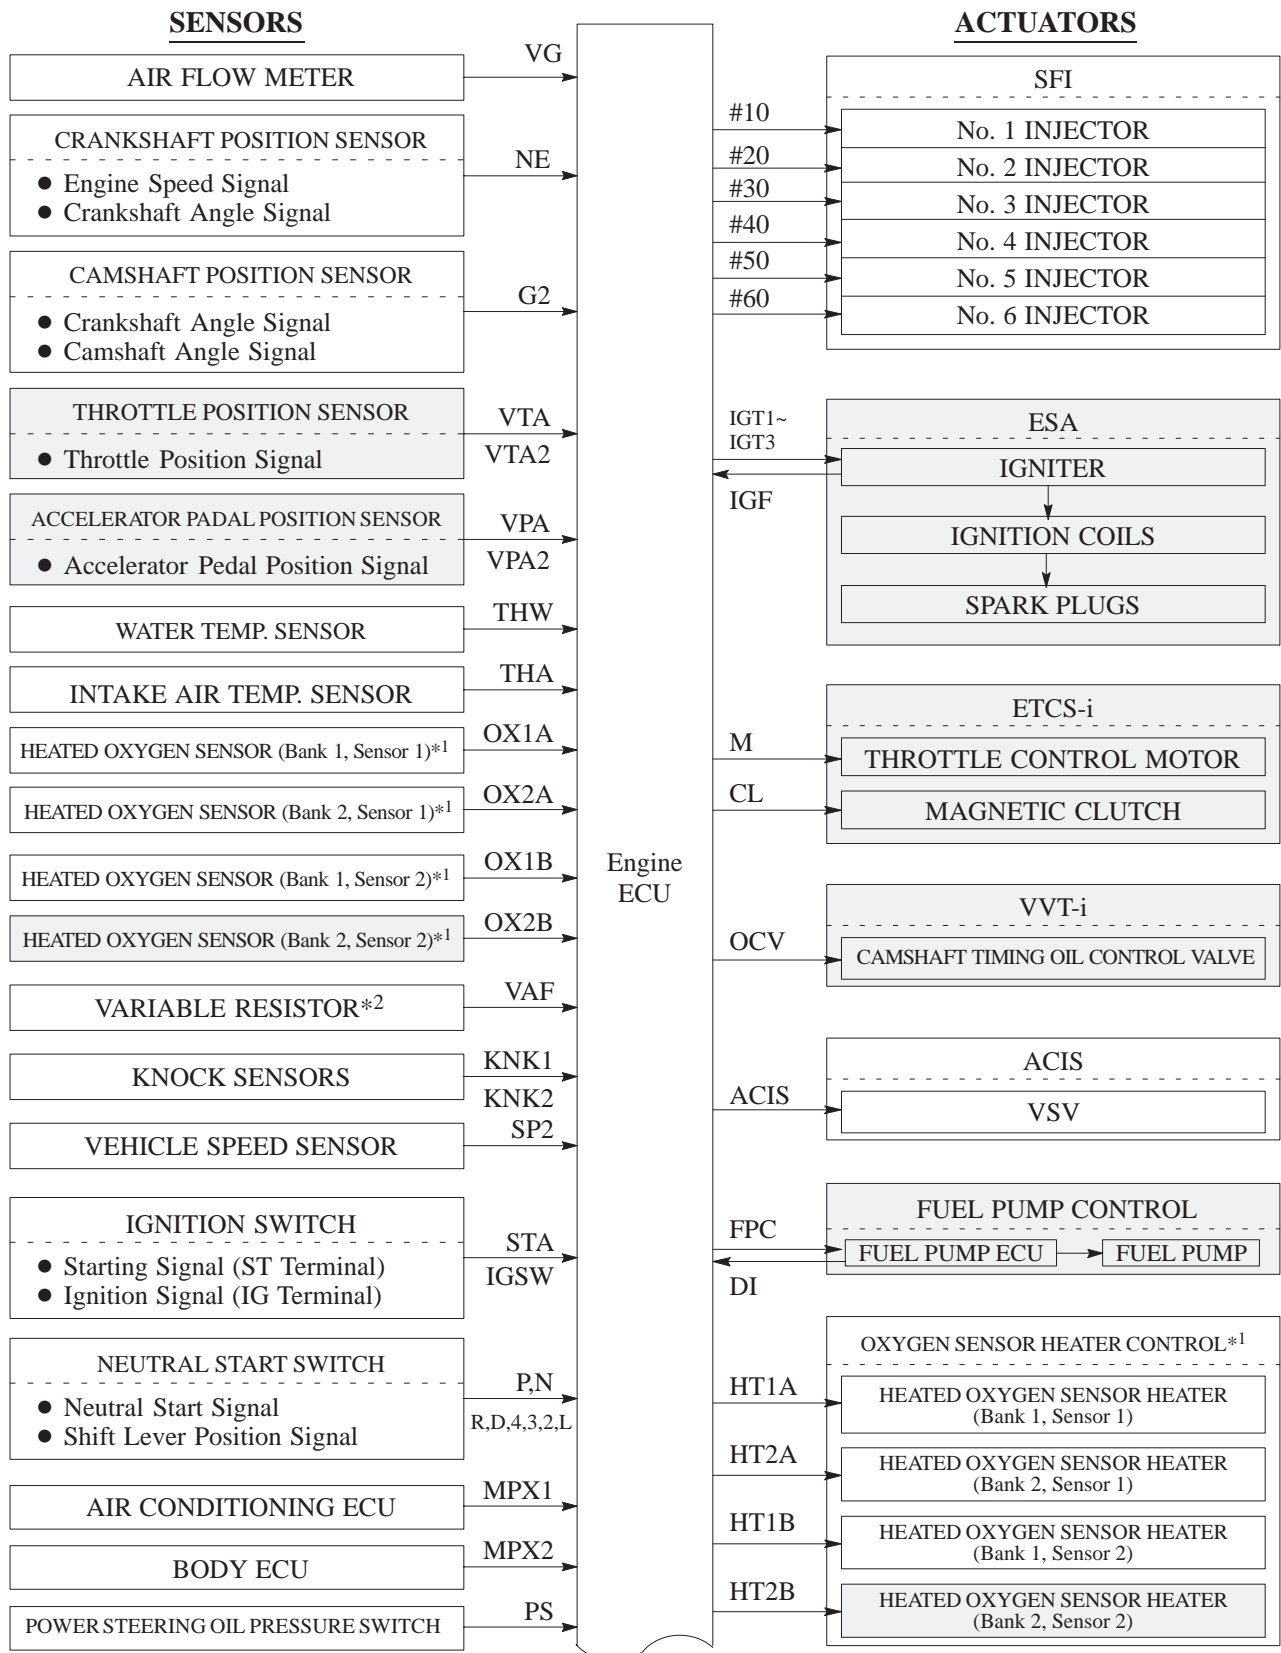 SENSORS
AIR FLOW METER
VG
CRANKSHAFT POSITION SENSOR
● Engine Speed Signal
● Crankshaft Angle Signal
NE
CAMSHAFT POSITION SENSOR
● Crankshaft Angle Signal
● Camshaft Angle Signal
G2
THROTTLE POSITION SENSOR
● Throttle Position Signal
VTA
VTA2
ACCELERATOR PADAL POSITION SENSOR
● Accelerator Pedal Position Signal
VPA
VPA2
WATER TEMP. SENSOR
THW
INTAKE AIR TEMP. SENSOR
THA
HEATED OXYGEN SENSOR (Bank 1, Sensor 1)*1
OX1A
HEATED OXYGEN SENSOR (Bank 2, Sensor 1)*1
OX2A
HEATED OXYGEN SENSOR (Bank 1, Sensor 2)*1
OX1B
HEATED OXYGEN SENSOR (Bank 2, Sensor 2)*1
OX2B
VARIABLE RESISTOR*2
VAF
KNOCK SENSORS
KNK1
KNK2
VEHICLE SPEED SENSOR
SP2
IGNITION SWITCH
● Starting Signal (ST Terminal)
● Ignition Signal (IG Terminal)
STA
IGSW
NEUTRAL START SWITCH
● Neutral Start Signal
● Shift Lever Position Signal
P,N
R,D,4,3,2,L
AIR CONDITIONING ECU
MPX1
BODY ECU
MPX2
POWER STEERING OIL PRESSURE SWITCH
PS
Engine
ECU
ACTUATORS
SFI
#10
No. 1 INJECTOR
#20
No. 2 INJECTOR
#30
No. 3 INJECTOR
#40
No. 4 INJECTOR
#50
No. 5 INJECTOR
#60
No. 6 INJECTOR
ESA
IGT1~
IGT3
IGF
IGNITER
IGNITION COILS
SPARK PLUGS
ETCS-i
M
THROTTLE CONTROL MOTOR
CL
MAGNETIC CLUTCH
VVT-i
OCV
CAMSHAFT TIMING OIL CONTROL VALVE
ACIS
ACIS
VSV
FUEL PUMP CONTROL
FPC
DI
FUEL PUMP ECU
FUEL PUMP
OXYGEN SENSOR HEATER CONTROL*1
HT1A
HEATED OXYGEN SENSOR HEATER
(Bank 1, Sensor 1)
HT2A
HEATED OXYGEN SENSOR HEATER
(Bank 2, Sensor 1)
HT1B
HEATED OXYGEN SENSOR HEATER
(Bank 1, Sensor 2)
HT2B
HEATED OXYGEN SENSOR HEATER
(Bank 2, Sensor 2)